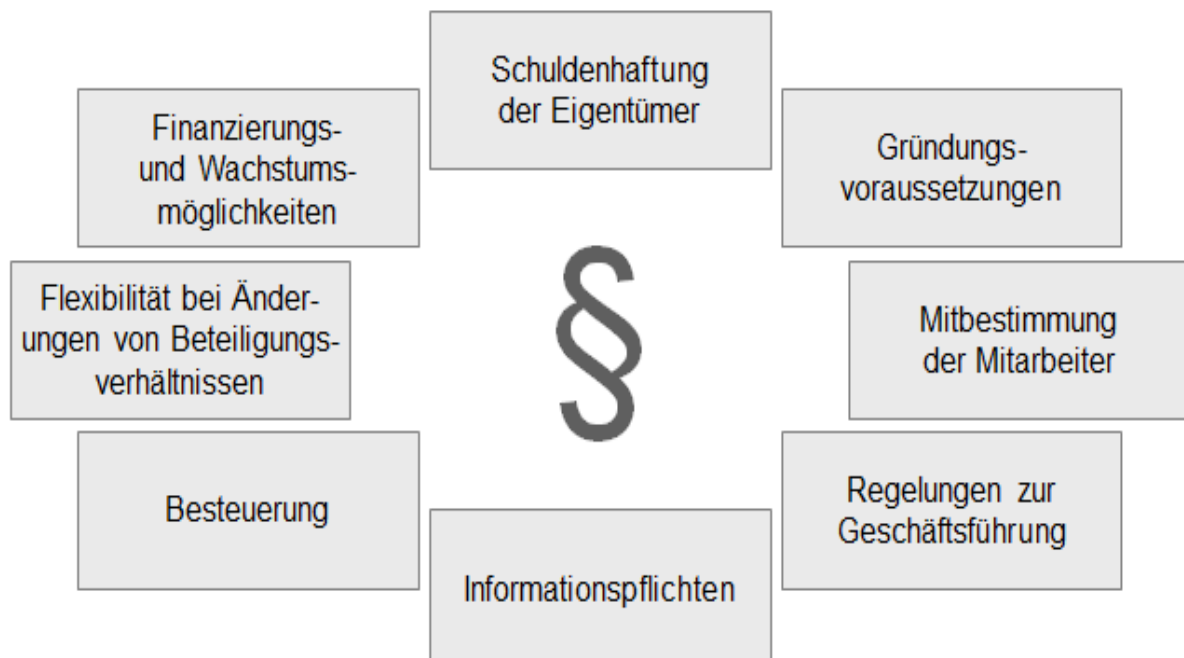 Schuldenhaftung
der Eigentümer
Finanzierungs-
und Wachstums-
möglichkeiten
Gründungs-
voraussetzungen
Flexibilität bei Änder-
ungen von Beteiligungs-
verhältnissen
§
Mitbestimmung
der Mitarbeiter
Besteuerung
Regelungen zur
Geschäftsführung
Informationspflichten